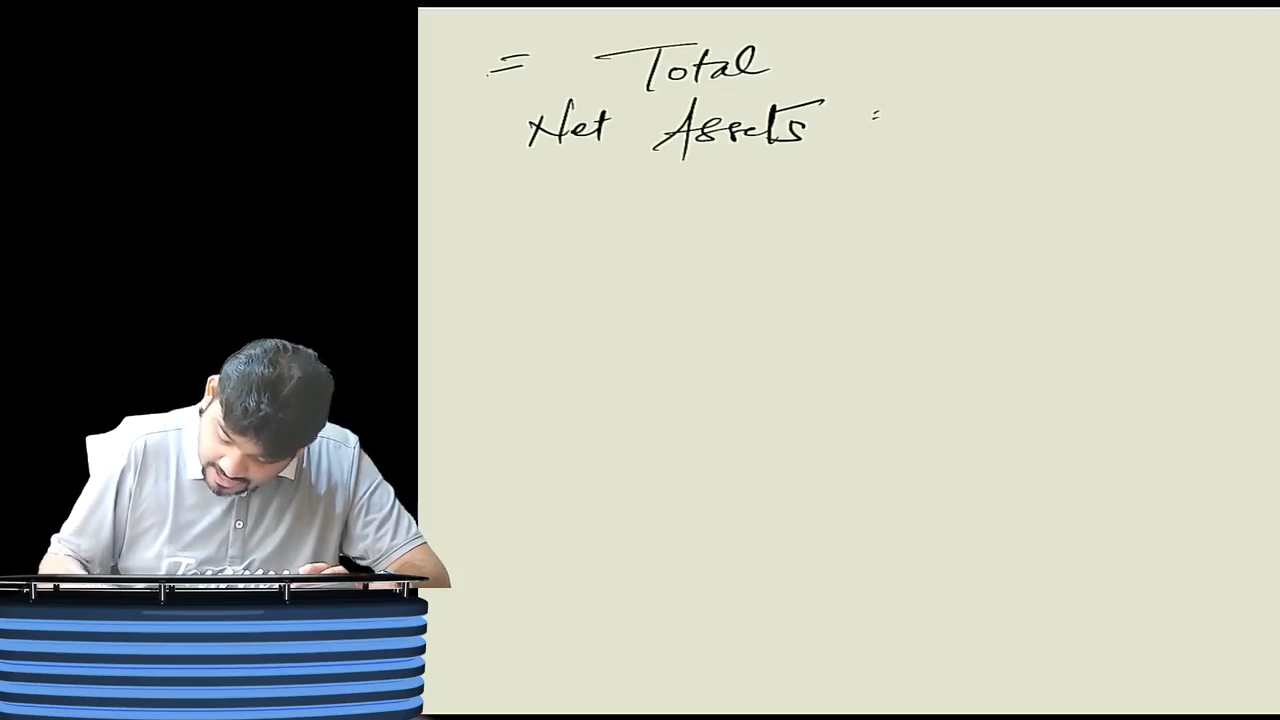 = Total
Net Assets =